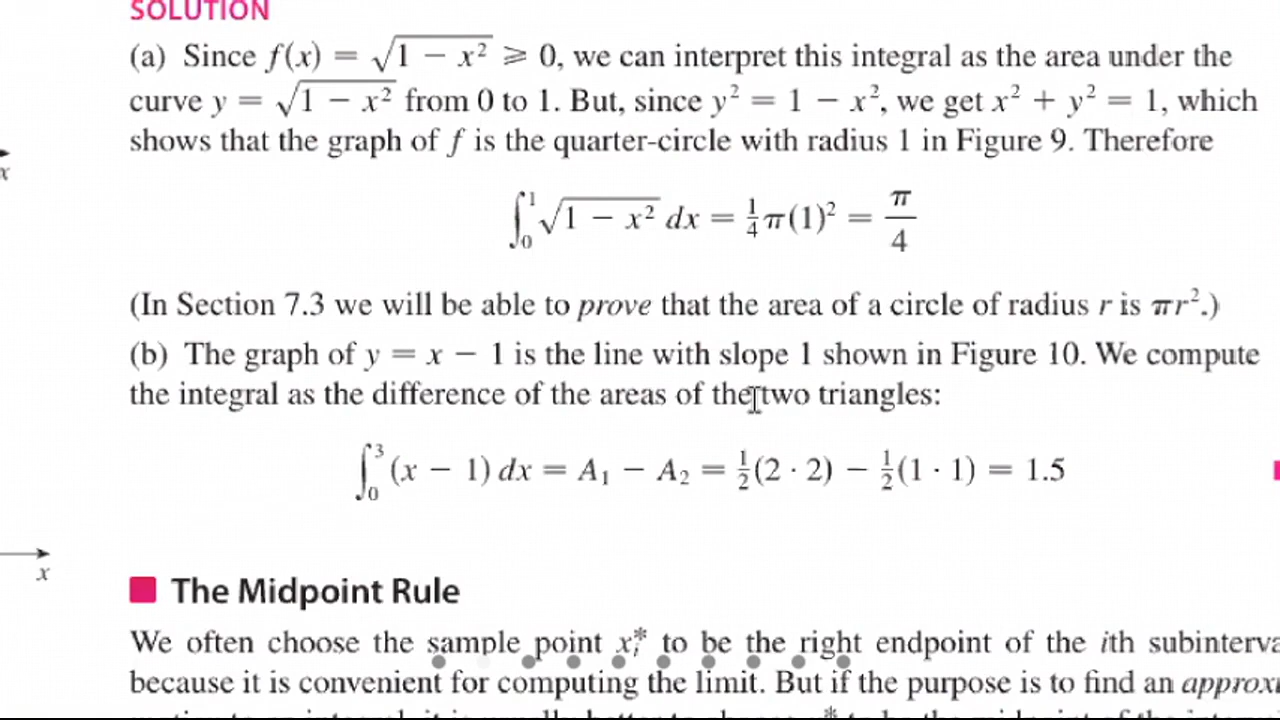 SOLUTION
(a) Since f(x) = √(1 − x²) ⩾ 0, we can interpret this integral as the area under the
curve y = √(1 − x²) from 0 to 1. But, since y² = 1 − x², we get x² + y² = 1, which
x
shows that the graph of f is the quarter-circle with radius 1 in Figure 9. Therefore
∫₀¹ √(1 − x²) dx = ¼π(1)² = π/4
(In Section 7.3 we will be able to prove that the area of a circle of radius r is πr².)
(b) The graph of y = x − 1 is the line with slope 1 shown in Figure 10. We compute
the integral as the difference of the areas of the two triangles:
∫₀³ (x − 1) dx = A₁ − A₂ = ½(2 · 2) − ½(1 · 1) = 1.5
x
The Midpoint Rule
We often choose the sample point xᵢ* to be the right endpoint of the ith
because it is convenient for computing the limit. But if the purpose is to find an